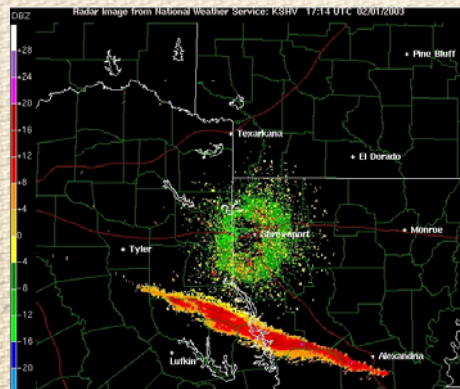 Radar Image from National Weather Service: KSHV 17:14 UTC 02/01/2003
DBZ
+28
+24
+20
+16
+12
+8
+4
0
-4
-8
-12
-16
-20
Pine Bluff
Texarkana
El Dorado
Shreveport
Monroe
Tyler
Lufkin
Alexandria